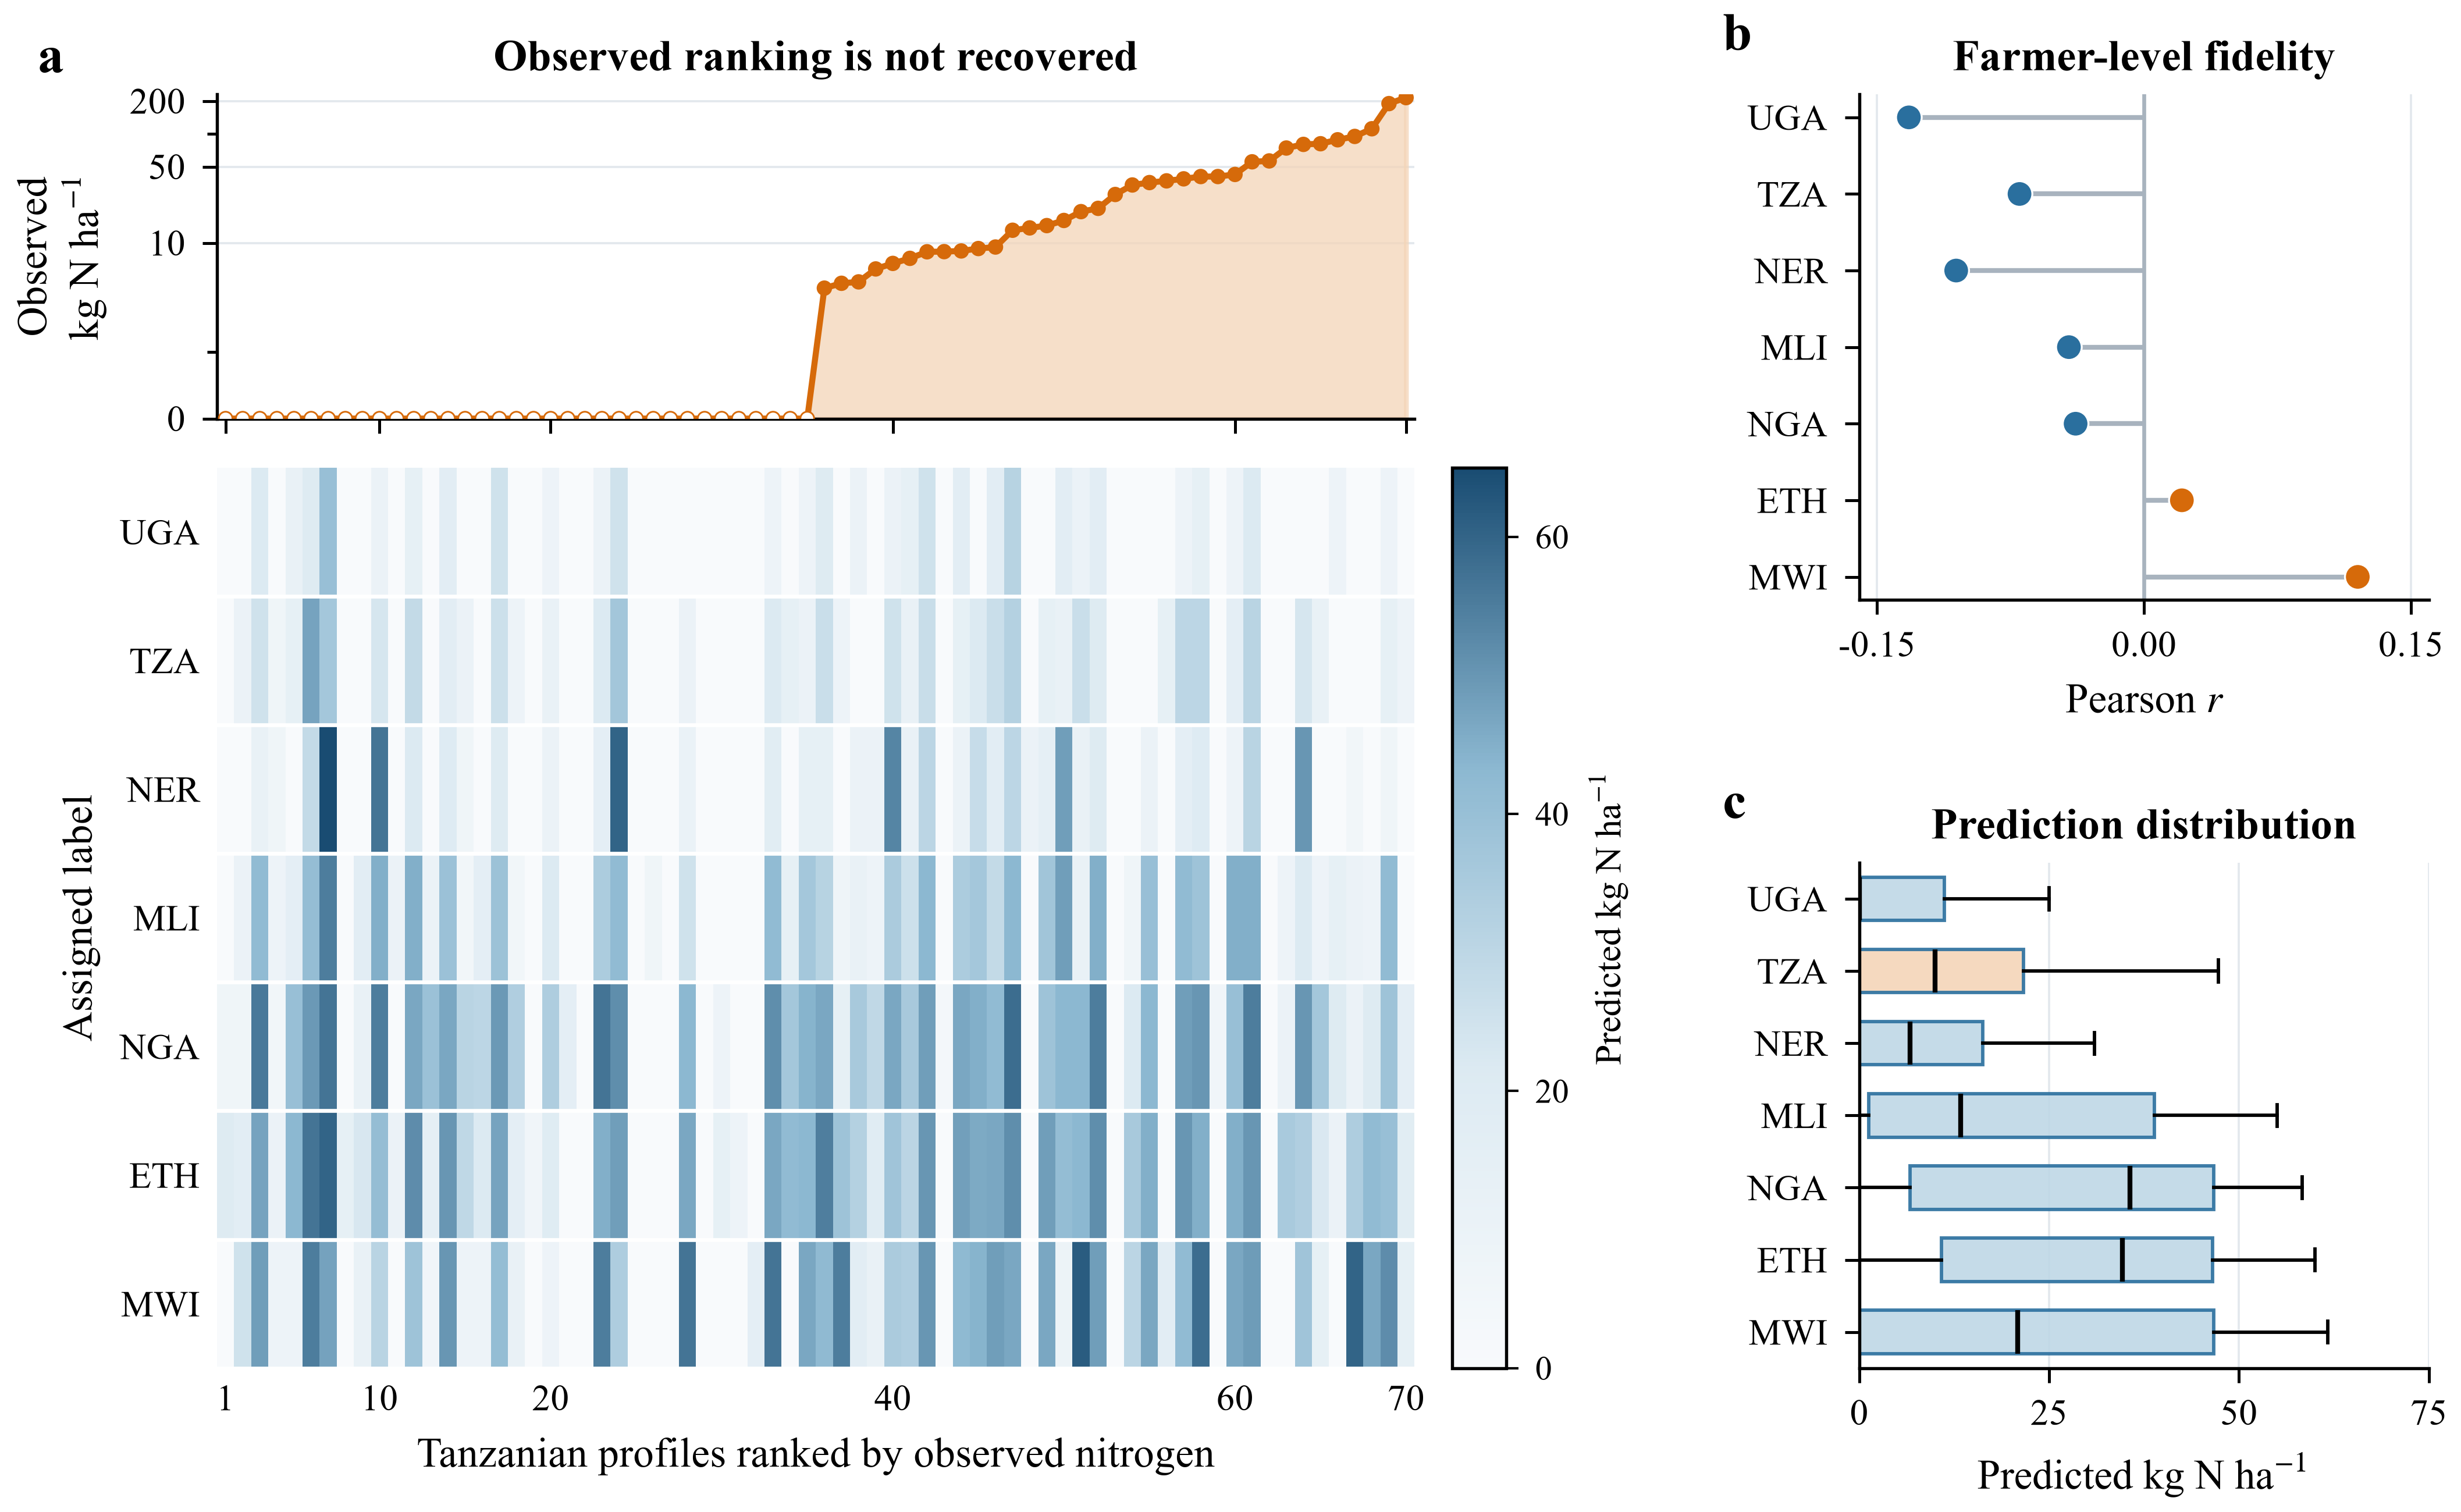 a
Observed ranking is not recovered
Observed
kg N ha⁻¹
200
50
10
0
Assigned label
UGA
TZA
NER
MLI
NGA
ETH
MWI
1 10 20 40 60 70
Tanzanian profiles ranked by observed nitrogen
60
40
20
0
Predicted kg N ha⁻¹
b
Farmer-level fidelity
UGA
TZA
NER
MLI
NGA
ETH
MWI
-0.15 0.00 0.15
Pearson r
c
Prediction distribution
UGA
TZA
NER
MLI
NGA
ETH
MWI
0 25 50 75
Predicted kg N ha⁻¹